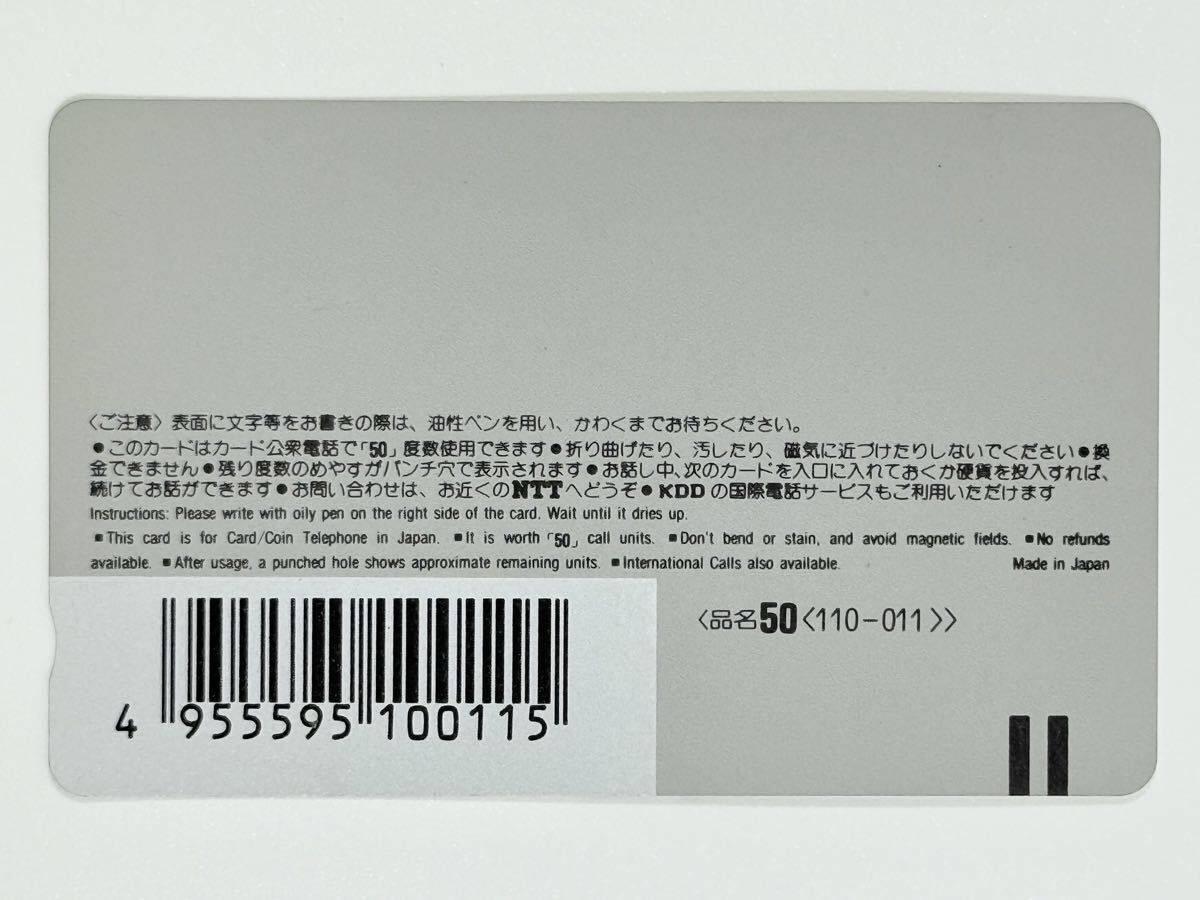 〈ご注意〉表面に文字等をお書きの際は、油性ペンを用い、かわくまでお待ちください。
●このカードはカード公衆電話で「50」度数使用できます●折り曲げたり、汚したり、磁気に近づけたりしないでください●換
金できません●残り度数のめやすがパンチ穴で表示されます●お話し中、次のカードを入口に入れておくか硬貨を投入すれば、
続けてお話ができます●お問い合わせは、お近くのNTTへどうぞ●KDDの国際電話サービスもご利用いただけます
Instructions: Please write with oily pen on the right side of the card. Wait until it dries up.
■This card is for Card/Coin Telephone in Japan. ■It is worth「50」call units. ■Don't bend or stain, and avoid magnetic fields. ■No refunds
available. ■After usage, a punched hole shows approximate remaining units. ■International Calls also available. Made in Japan
〈品名50〈110-011〉〉
4 955595 100115